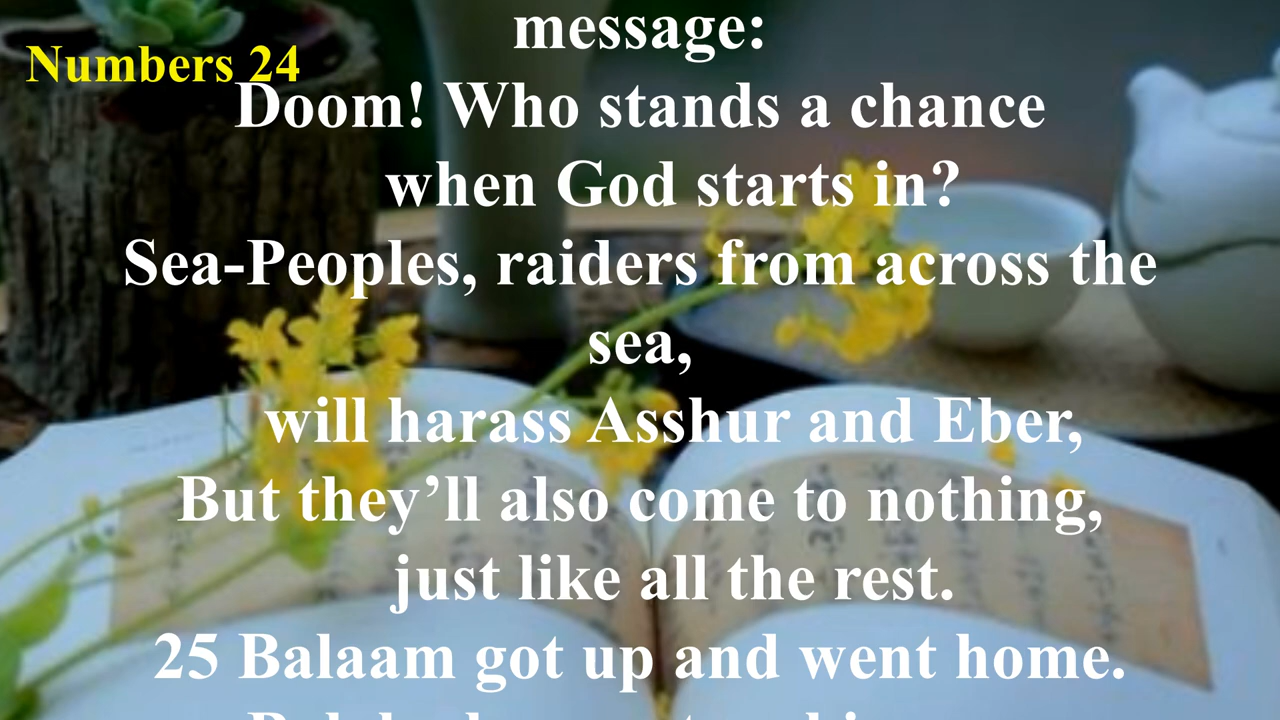 message:
Numbers 24
Doom! Who stands a chance
when God starts in?
Sea-Peoples, raiders from across the
sea,
will harass Asshur and Eber,
But they’ll also come to nothing,
just like all the rest.
25 Balaam got up and went home.